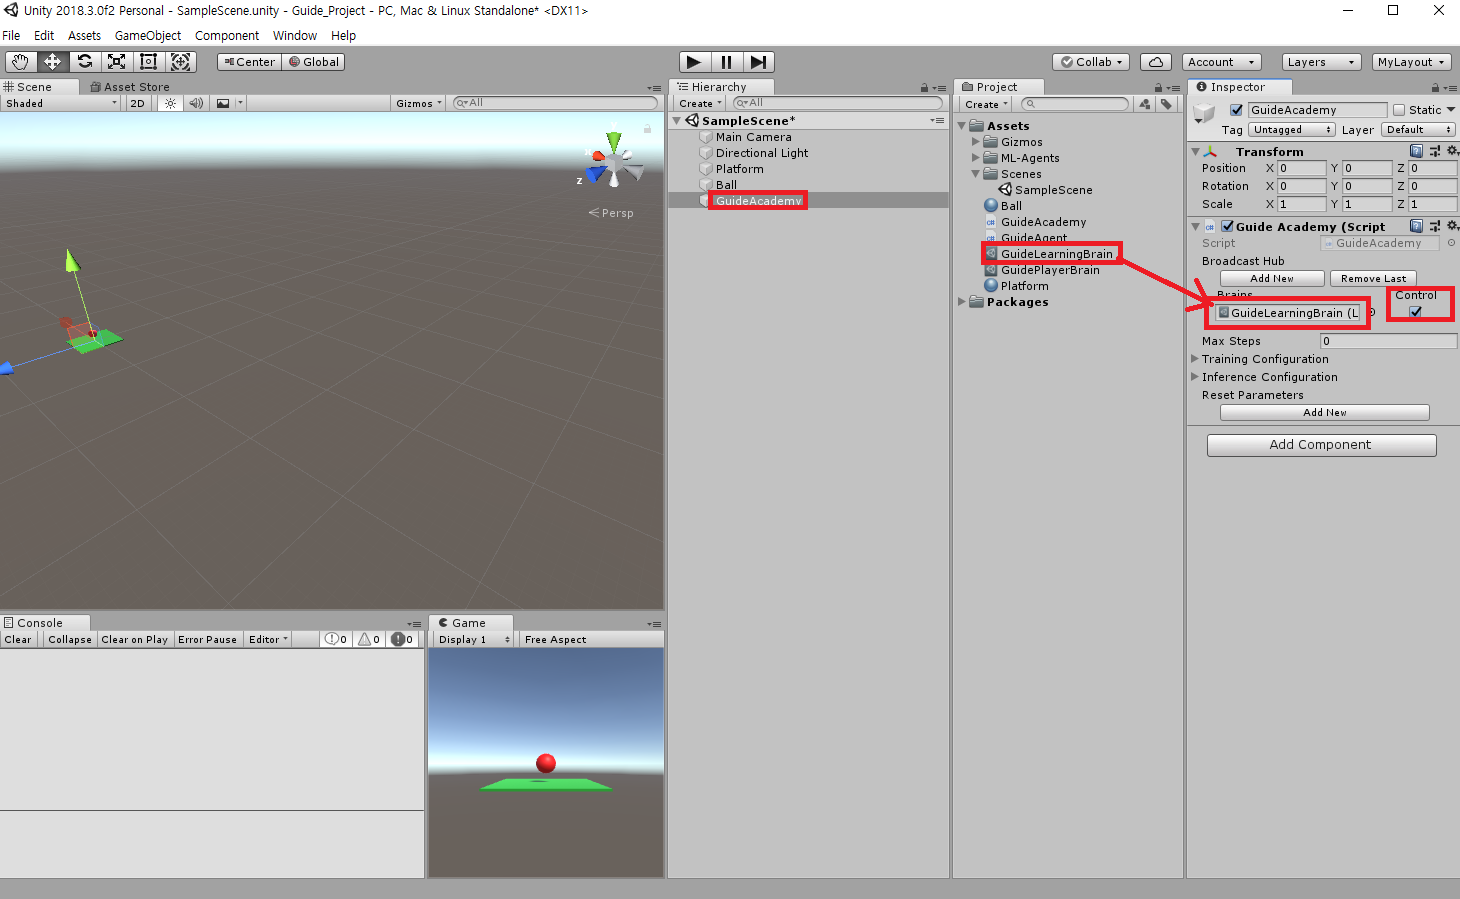 Unity 2018.3.0f2 Personal - SampleScene.unity - Guide_Project - PC, Mac & Linux Standalone* <DX11>
File Edit Assets GameObject Component Window Help
Center Global
Collab Account Layers MyLayout
Scene Asset Store
Shaded 2D Gizmos All
Persp
z
Hierarchy
Create All
SampleScene*
Main Camera
Directional Light
Platform
Ball
GuideAcademy
Project
Create
Assets
Gizmos
ML-Agents
Scenes
SampleScene
Ball
GuideAcademy
GuideAgent
GuideLearningBrain
GuidePlayerBrain
Platform
Packages
Inspector
GuideAcademy Static
Tag Untagged Layer Default
Transform
Position X 0 Y 0 Z 0
Rotation X 0 Y 0 Z 0
Scale X 1 Y 1 Z 1
Guide Academy (Script
Script GuideAcademy
Broadcast Hub
Add New Remove Last
Brains Control
GuideLearningBrain (L
Max Steps 0
Training Configuration
Inference Configuration
Reset Parameters
Add New
Add Component
Console
Clear Collapse Clear on Play Error Pause Editor 0 0 0
Game
Display 1 Free Aspect